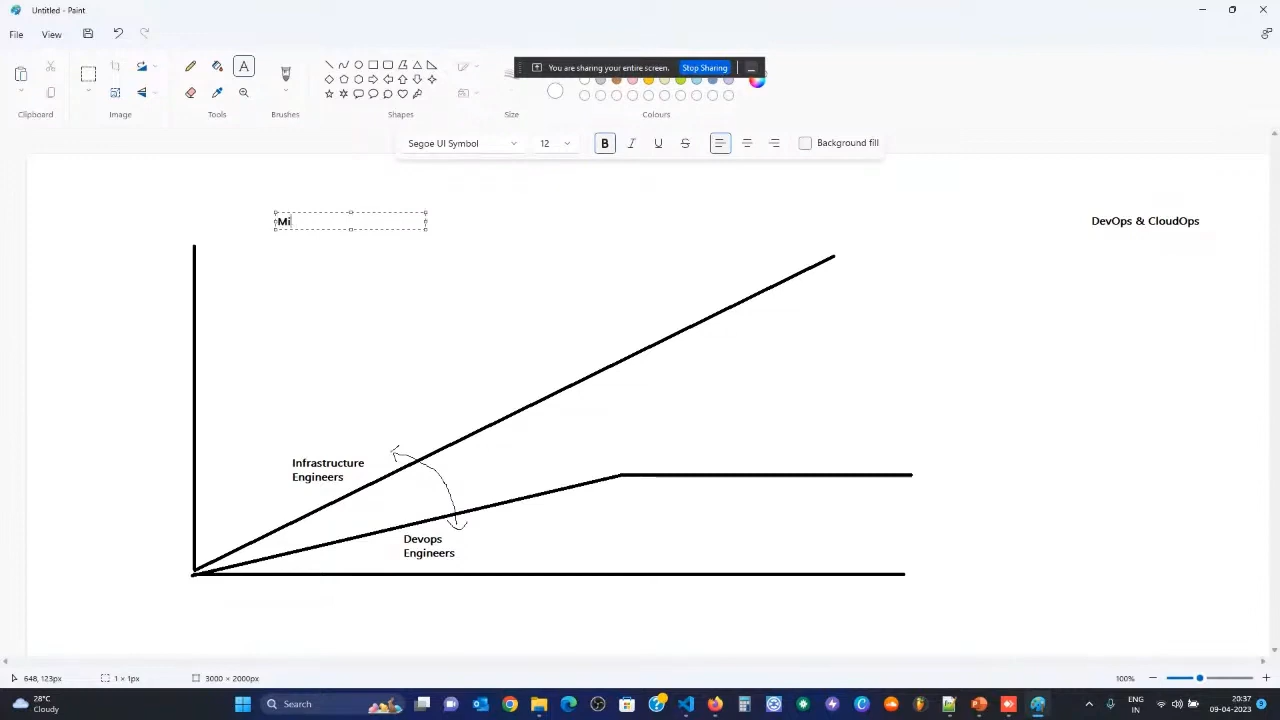 Untitled - Paint
File
View
You are sharing your entire screen.
Stop Sharing
Clipboard
Image
Tools
Brushes
Shapes
Size
Colours
Segoe UI Symbol
12
B
I
U
S
Background fill
Mi
DevOps & CloudOps
Infrastructure
Engineers
Devops
Engineers
648, 123px
1 × 1px
3000 × 2000px
100%
28°C
Cloudy
Search
ENG
IN
20:37
09-04-2023